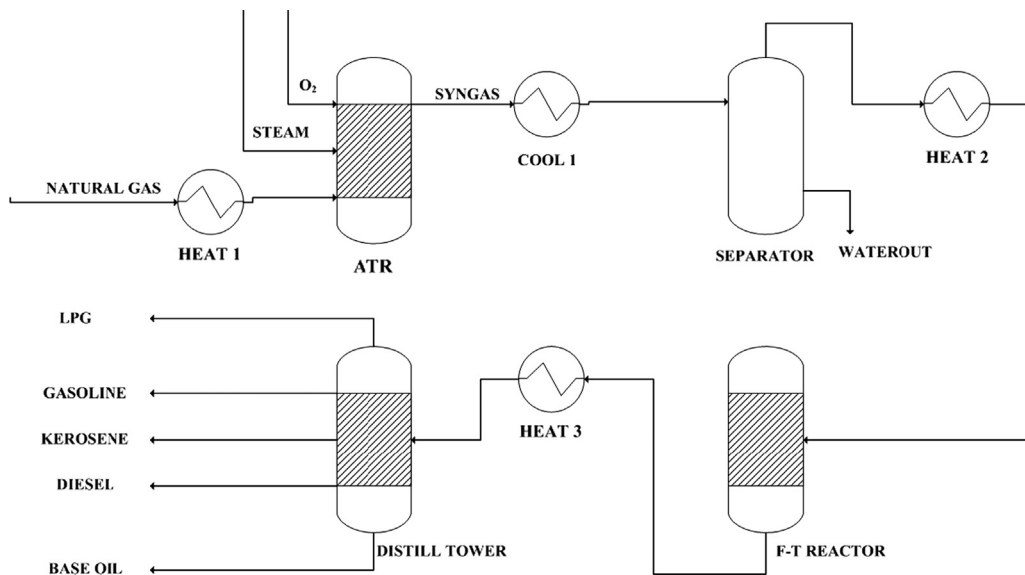 O₂
SYNGAS
STEAM
COOL 1
HEAT 2
NATURAL GAS
HEAT 1
ATR
SEPARATOR
WATEROUT
LPG
GASOLINE
HEAT 3
KEROSENE
DIESEL
DISTILL TOWER
F-T REACTOR
BASE OIL